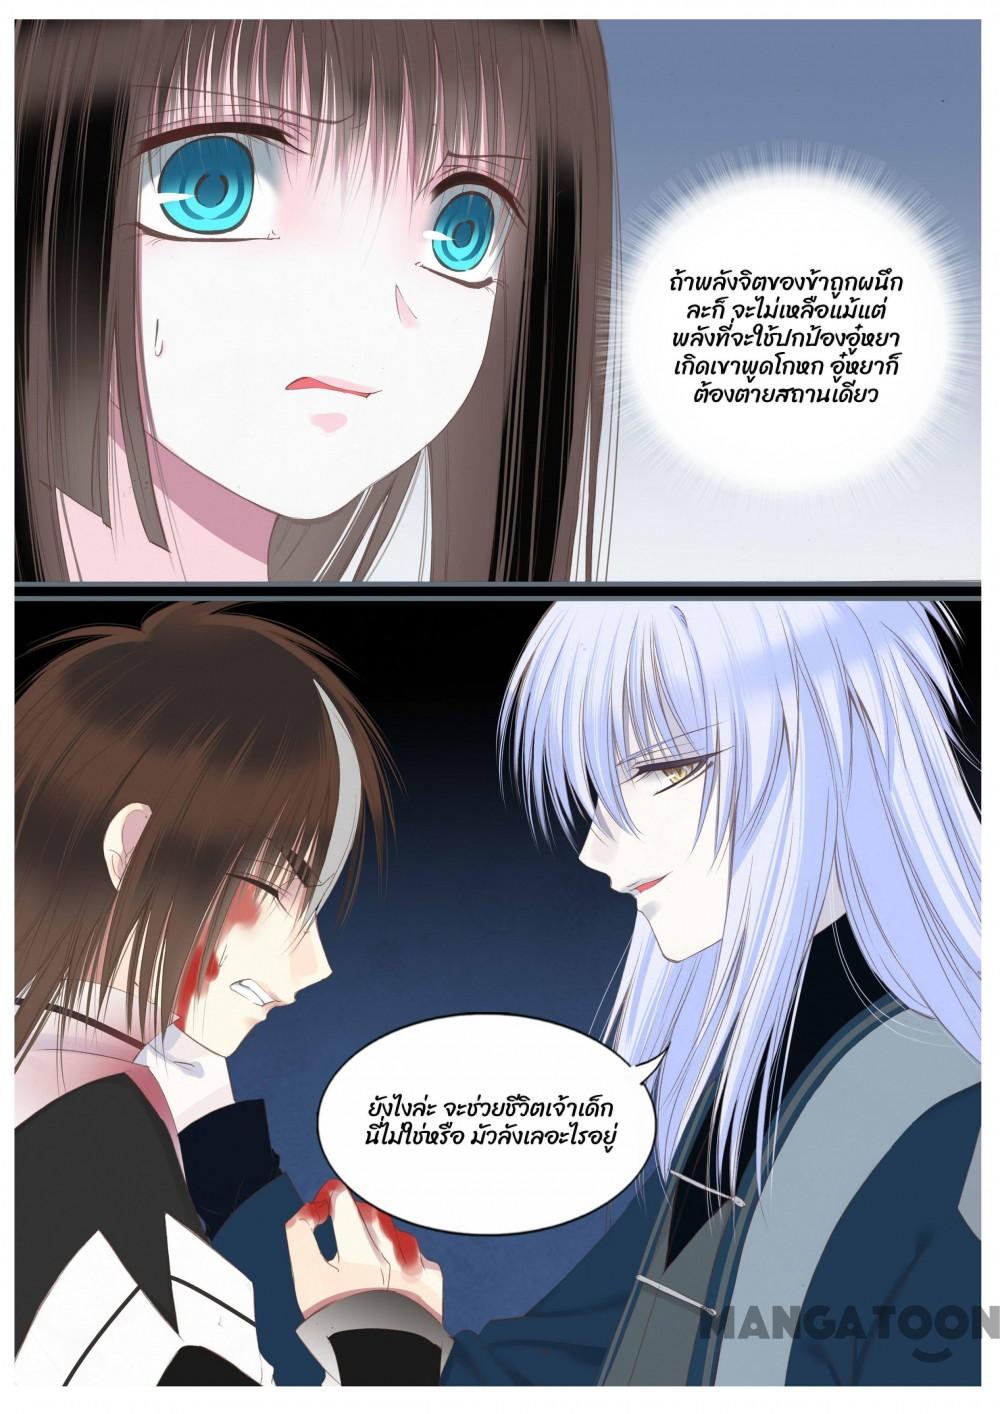 ถ้าพลังจิตของข้าถูกผนึก
ละก็ จะไม่เหลือแม้แต่
พลังที่จะใช้ปกป้องอู๋หยา
เกิดเขาพูดโกหก อู๋หยาก็
ต้องตายสถานเดียว
ยังไงล่ะ จะช่วยชีวิตเจ้าเด็ก
นี่ไม่ใช่หรือ มัวลังเลอะไรอยู่
MANGATOON